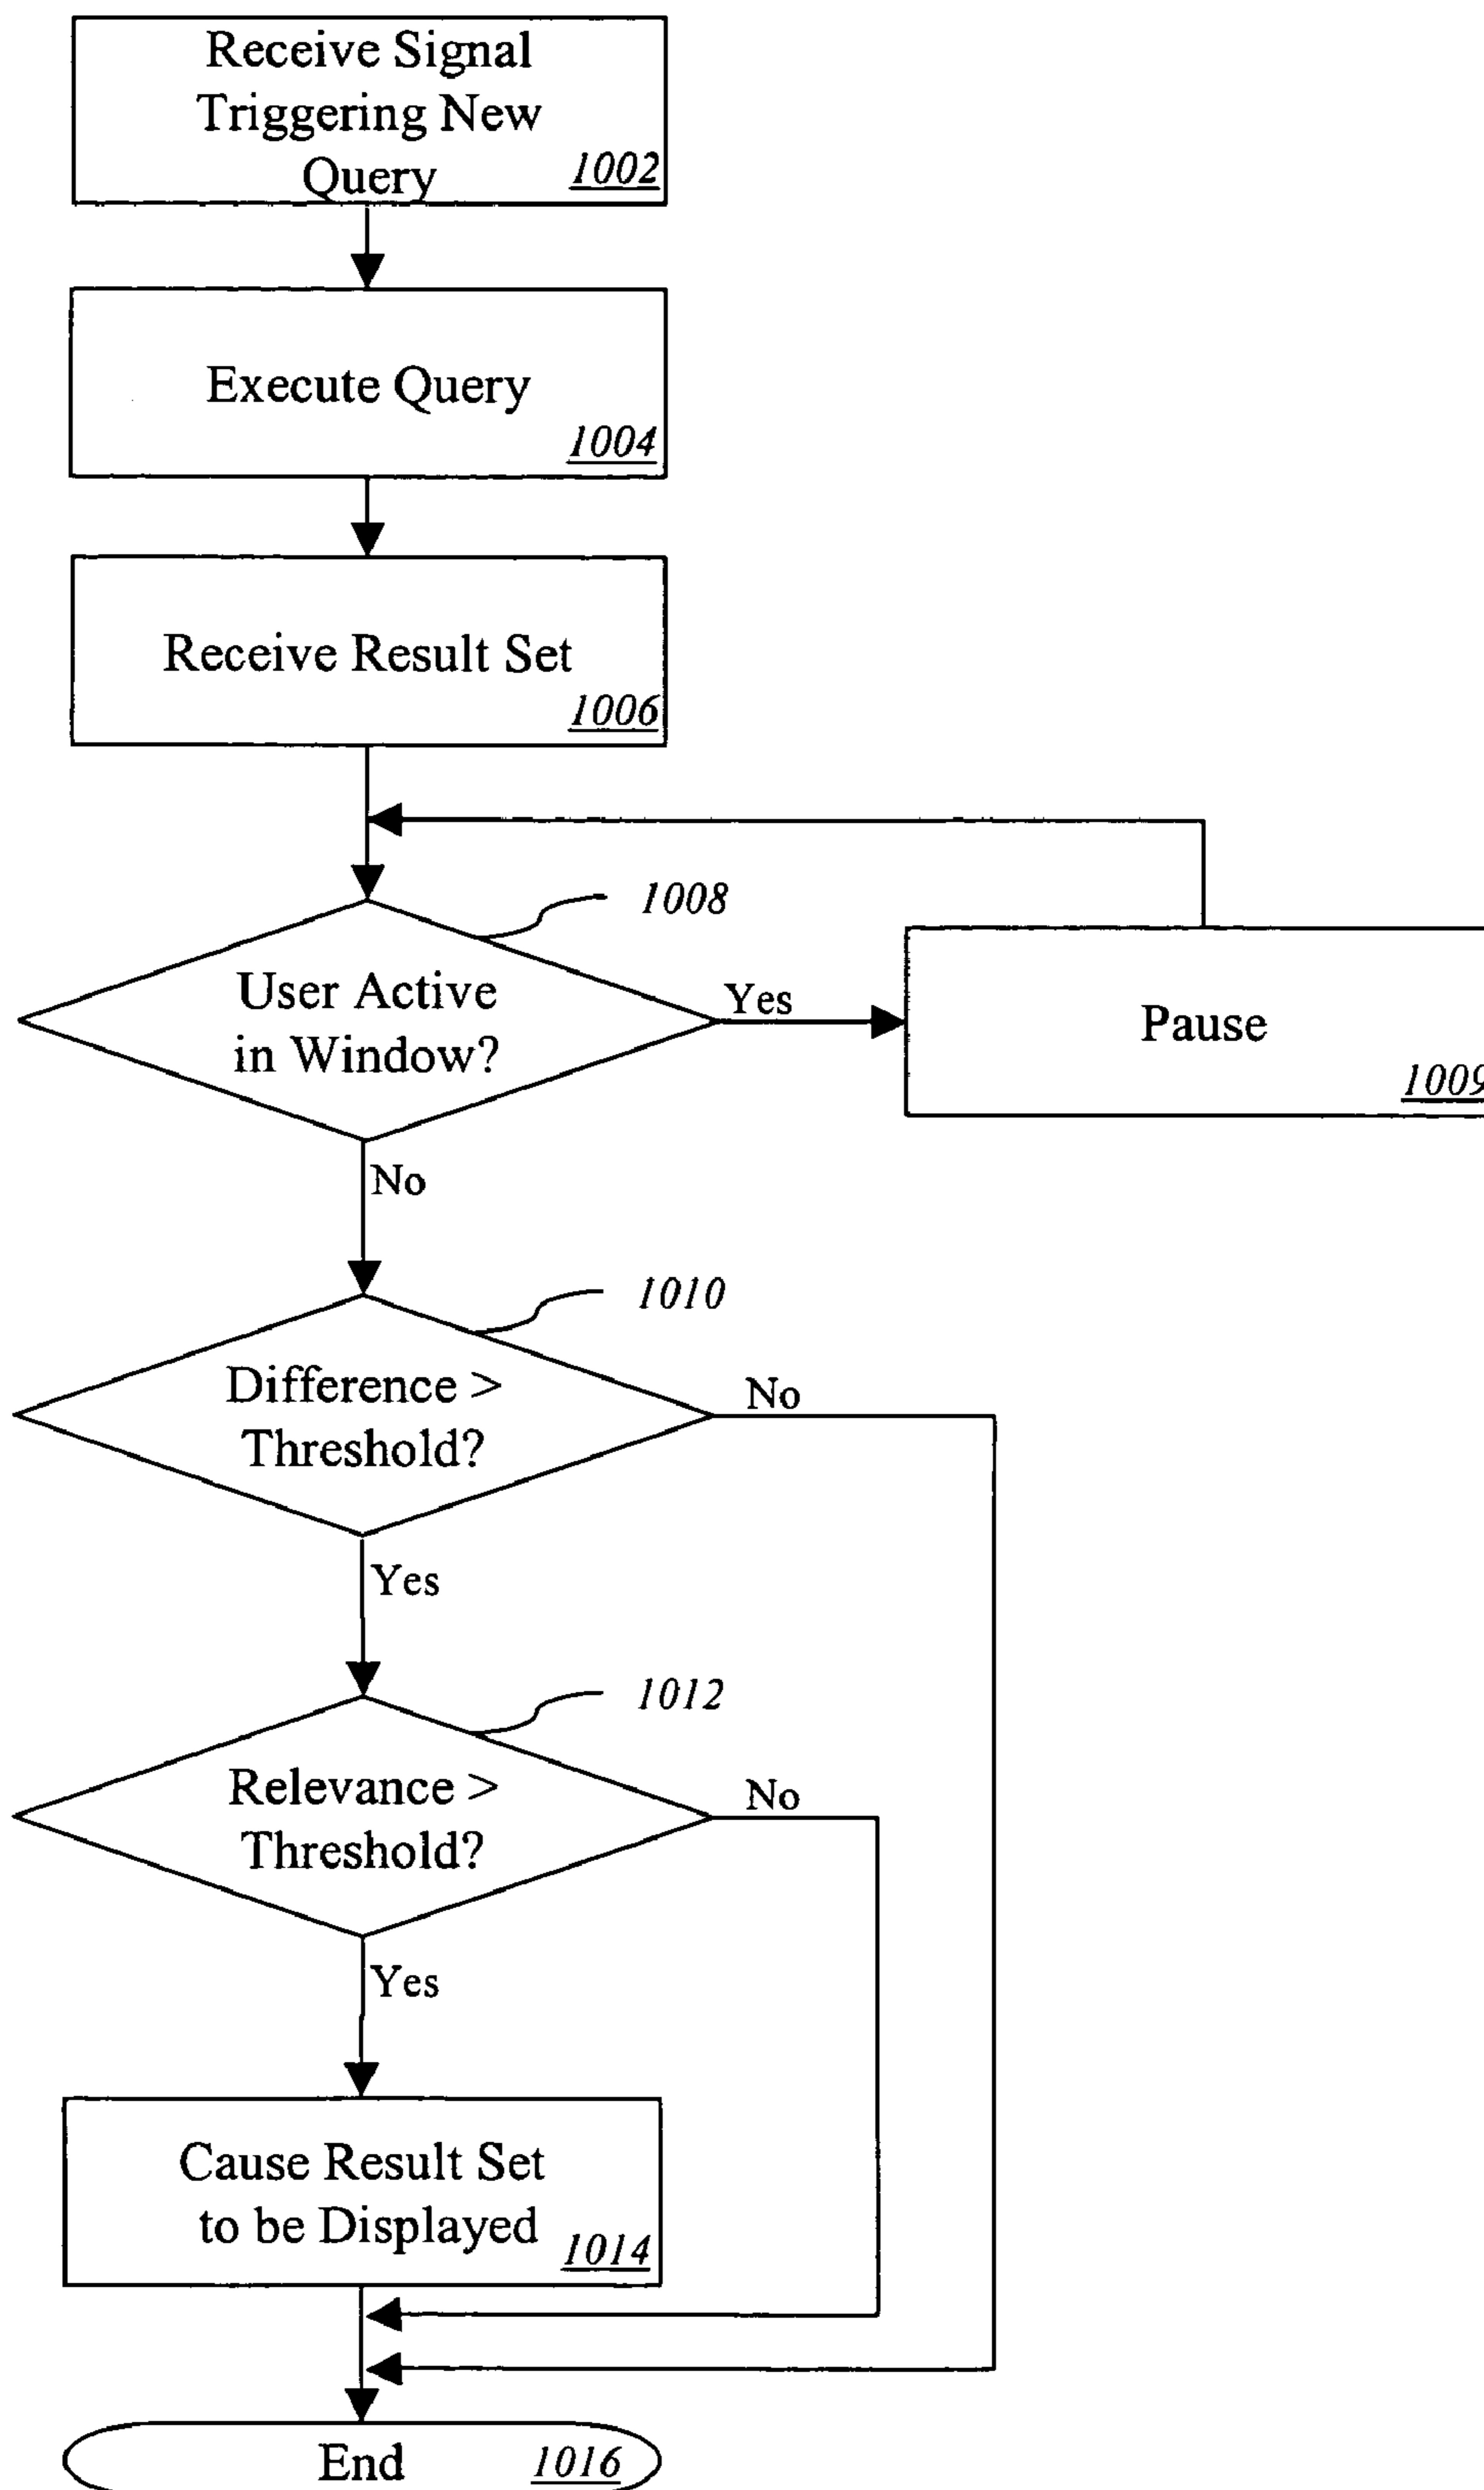 Receive Signal
Triggering New
Query
1002
Execute Query
1004
Receive Result Set
1006
1008
User Active
in Window?
Yes
Pause
1009
No
1010
Difference >
Threshold?
No
Yes
1012
Relevance >
Threshold?
No
Yes
Cause Result Set
to be Displayed
1014
End
1016